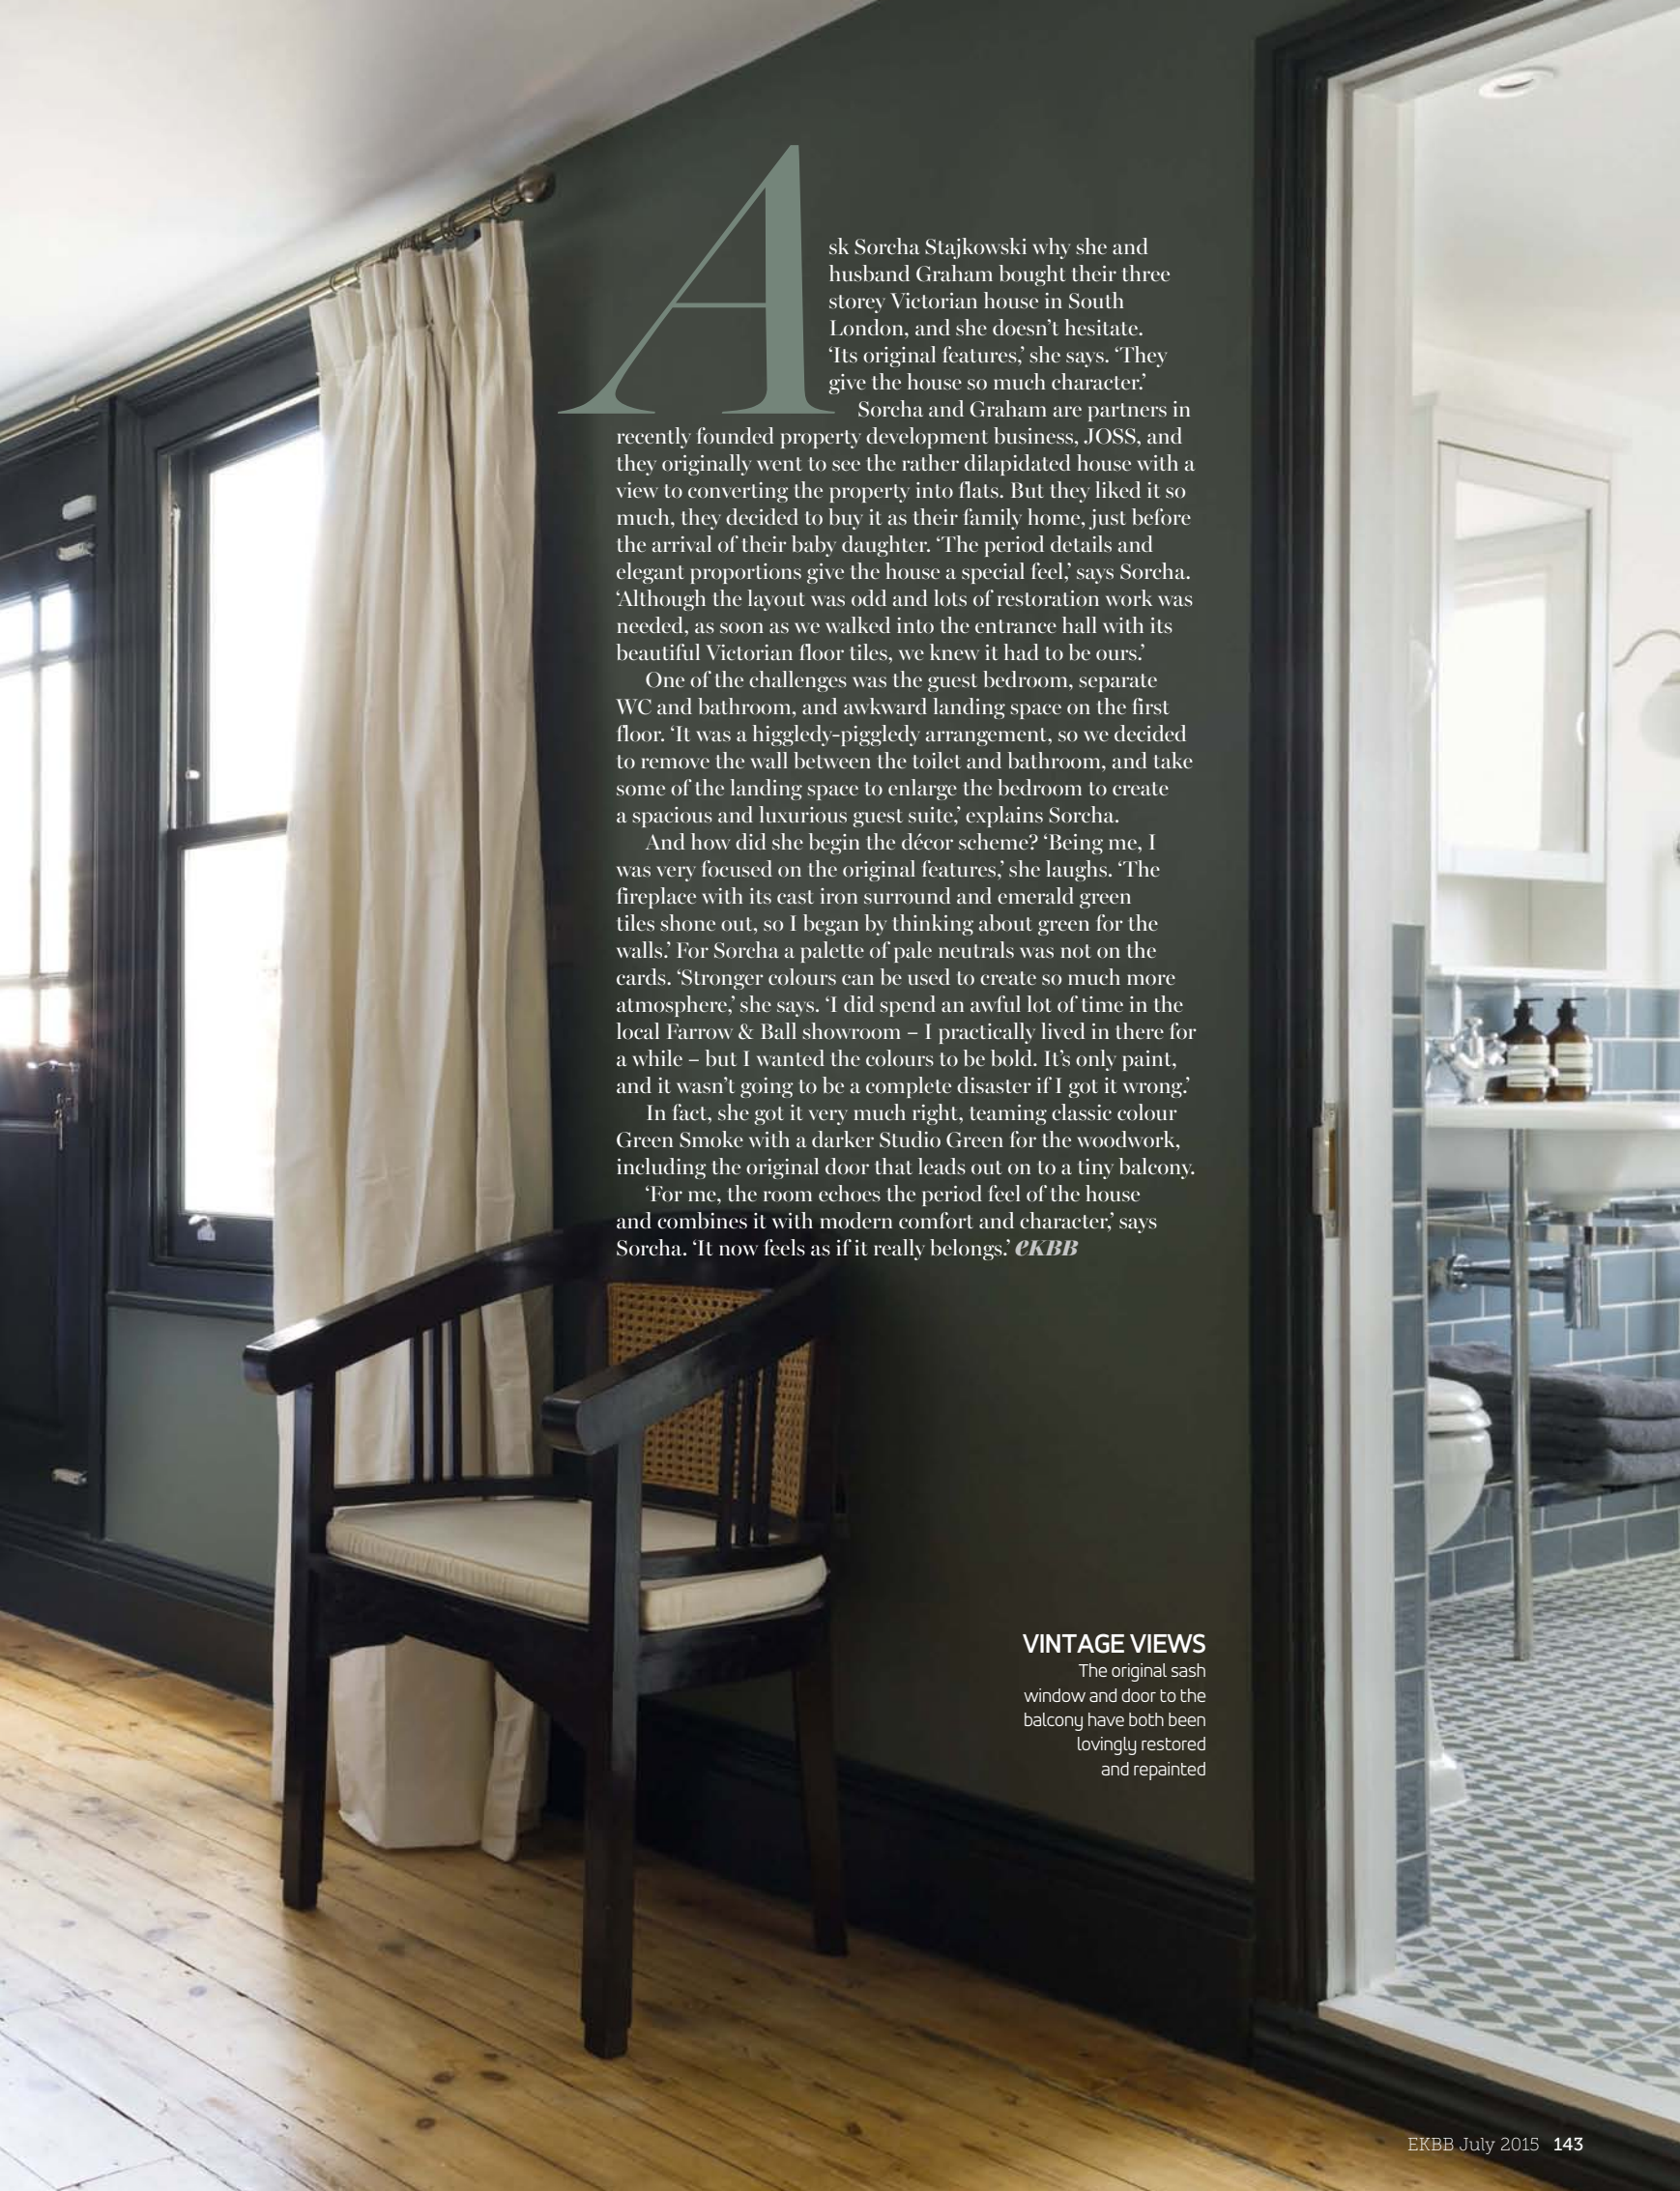 Ask Sorcha Stajkowski why she and
husband Graham bought their three
storey Victorian house in South
London, and she doesn’t hesitate.
‘Its original features,’ she says. ‘They
give the house so much character.’
Sorcha and Graham are partners in
recently founded property development business, JOSS, and
they originally went to see the rather dilapidated house with a
view to converting the property into flats. But they liked it so
much, they decided to buy it as their family home, just before
the arrival of their baby daughter. ‘The period details and
elegant proportions give the house a special feel,’ says Sorcha.
‘Although the layout was odd and lots of restoration work was
needed, as soon as we walked into the entrance hall with its
beautiful Victorian floor tiles, we knew it had to be ours.’
One of the challenges was the guest bedroom, separate
WC and bathroom, and awkward landing space on the first
floor. ‘It was a higgledy-piggledy arrangement, so we decided
to remove the wall between the toilet and bathroom, and take
some of the landing space to enlarge the bedroom to create
a spacious and luxurious guest suite,’ explains Sorcha.
And how did she begin the décor scheme? ‘Being me, I
was very focused on the original features,’ she laughs. ‘The
fireplace with its cast iron surround and emerald green
tiles shone out, so I began by thinking about green for the
walls.’ For Sorcha a palette of pale neutrals was not on the
cards. ‘Stronger colours can be used to create so much more
atmosphere,’ she says. ‘I did spend an awful lot of time in the
local Farrow & Ball showroom – I practically lived in there for
a while – but I wanted the colours to be bold. It’s only paint,
and it wasn’t going to be a complete disaster if I got it wrong.’
In fact, she got it very much right, teaming classic colour
Green Smoke with a darker Studio Green for the woodwork,
including the original door that leads out on to a tiny balcony.
‘For me, the room echoes the period feel of the house
and combines it with modern comfort and character,’ says
Sorcha. ‘It now feels as if it really belongs.’ eKBB
VINTAGE VIEWS
The original sash
window and door to the
balcony have both been
lovingly restored
and repainted
EKBB July 2015 143